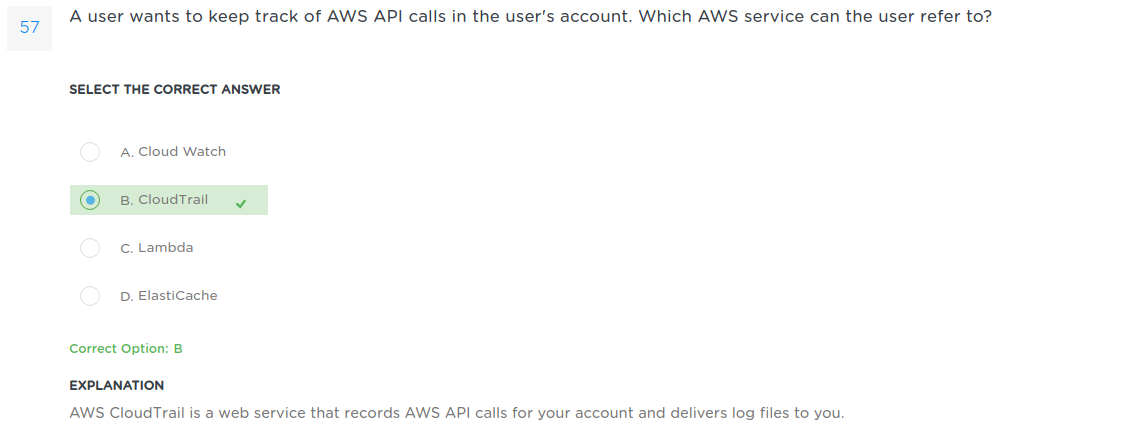 57
A user wants to keep track of AWS API calls in the user's account. Which AWS service can the user refer to?
SELECT THE CORRECT ANSWER
A. Cloud Watch
B. CloudTrail
C. Lambda
D. ElastiCache
Correct Option: B
EXPLANATION
AWS CloudTrail is a web service that records AWS API calls for your account and delivers log files to you.